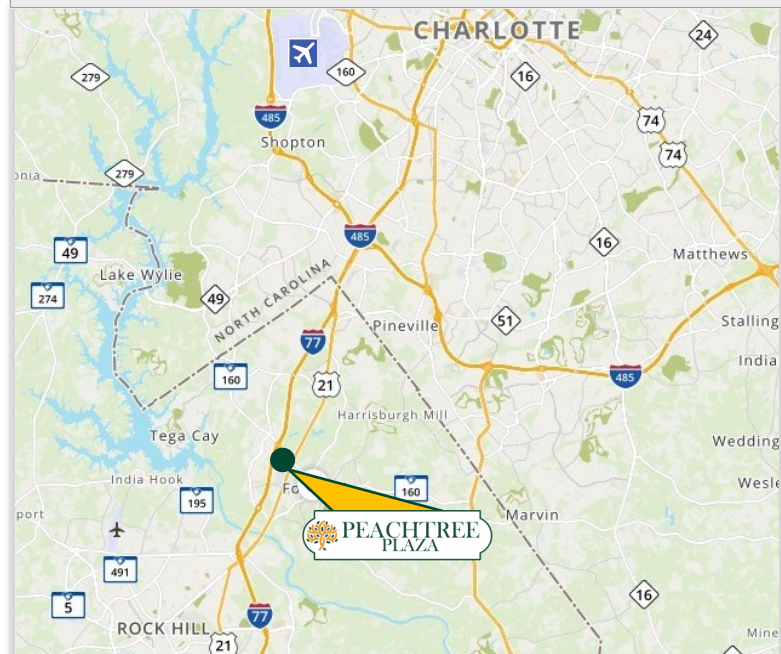 CHARLOTTE
24
279
160
16
485
74
Shopton
74
279
onia
49
485
16
Matthews
Lake Wylie
274
49
NORTH CAROLINA
51
Stalling
Pineville
77
India
160
21
485
Harrisburgh Mill
Tega Cay
Wedding
India Hook
Fo
160
Wesle
195
port
Marvin
PEACHTREE
PLAZA
491
5
16
77
ROCK HILL
21
Mine